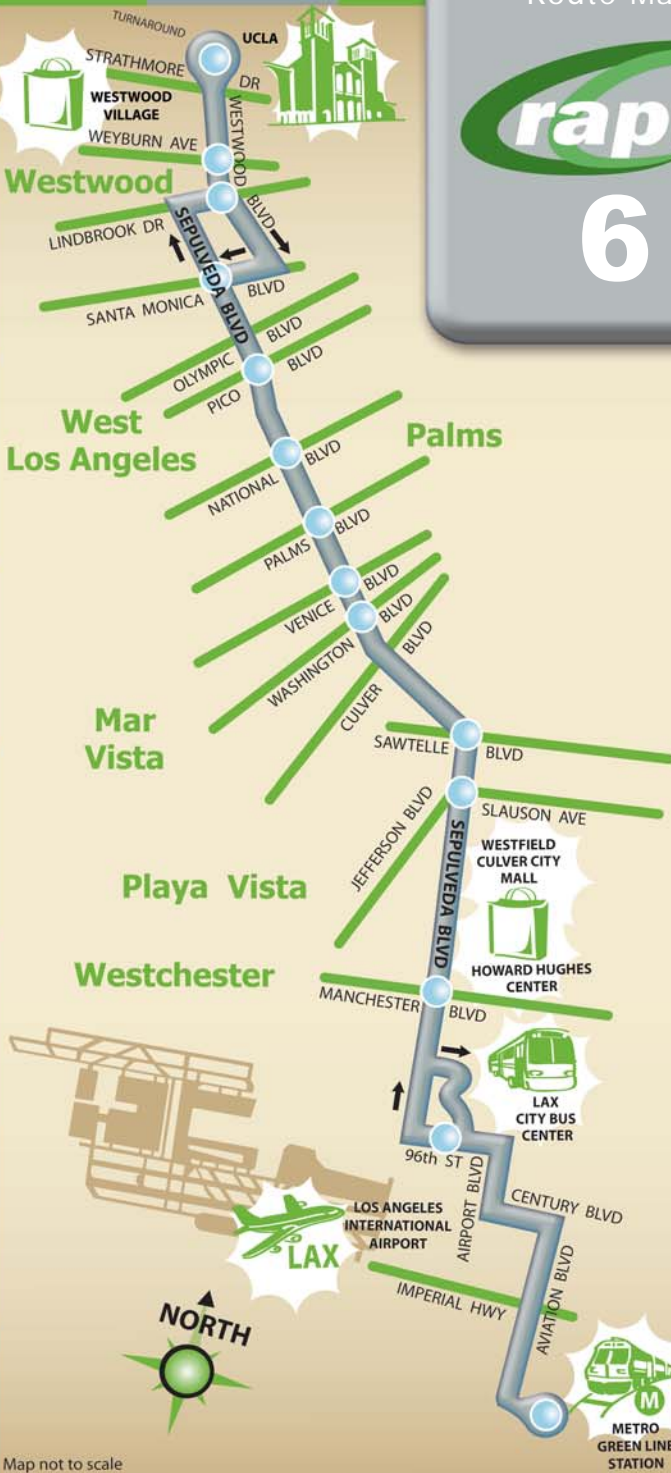 TURNAROUND
UCLA
STRATHMORE DR
WESTWOOD
VILLAGE
WEYBURN AVE
WESTWOOD BLVD
Westwood
LINDBROOK DR
SEPULVEDA BLVD
SANTA MONICA BLVD
OLYMPIC BLVD
PICO BLVD
West
Los Angeles
Palms
NATIONAL BLVD
PALMS BLVD
VENICE BLVD
WASHINGTON BLVD
CULVER BLVD
Mar
Vista
SAWTELLE BLVD
JEFFERSON BLVD
SLAUSON AVE
SEPULVEDA BLVD
WESTFIELD
CULVER CITY
MALL
Playa Vista
HOWARD HUGHES
CENTER
Westchester
MANCHESTER BLVD
LAX
CITY BUS
CENTER
96th ST
AIRPORT BLVD
CENTURY BLVD
LOS ANGELES
INTERNATIONAL
AIRPORT
LAX
IMPERIAL HWY
AVIATION BLVD
NORTH
M
METRO
GREEN LINE
STATION
Map not to scale
Route Ma
rap
6